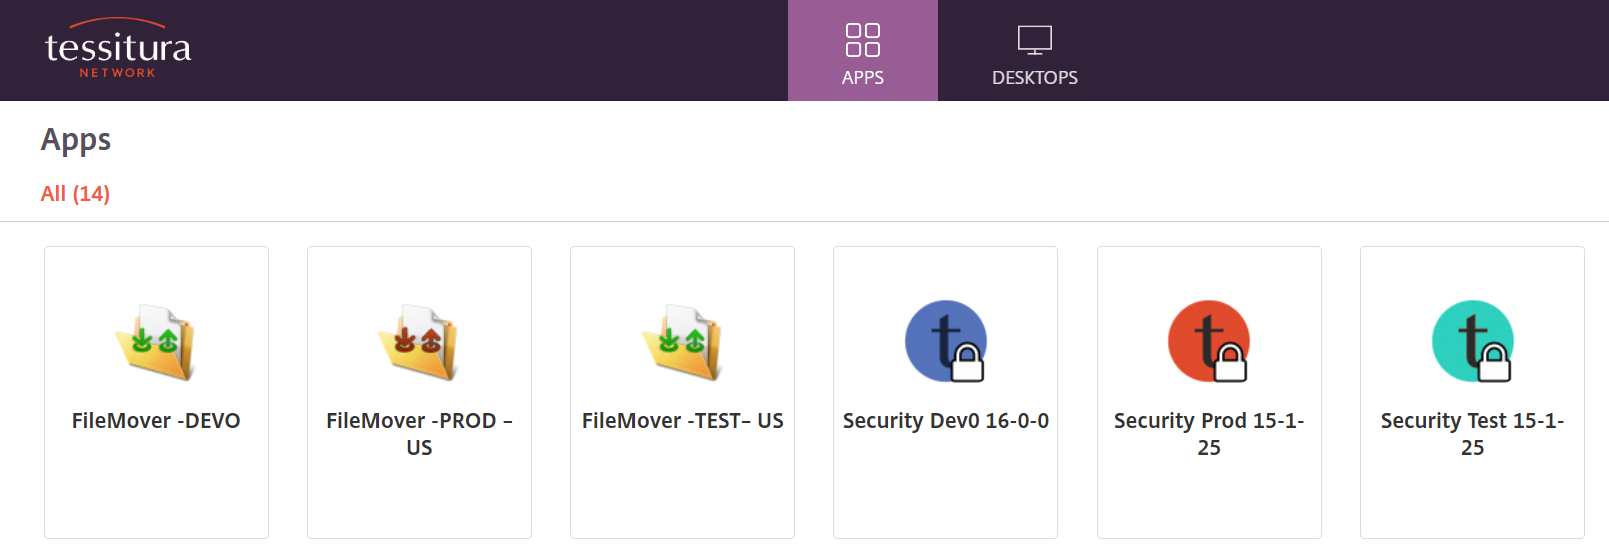 tessitura
NETWORK
APPS
DESKTOPS
Apps
All (14)
FileMover -DEVO
FileMover -PROD –
US
FileMover -TEST– US
Security Dev0 16-0-0
Security Prod 15-1-
25
Security Test 15-1-
25